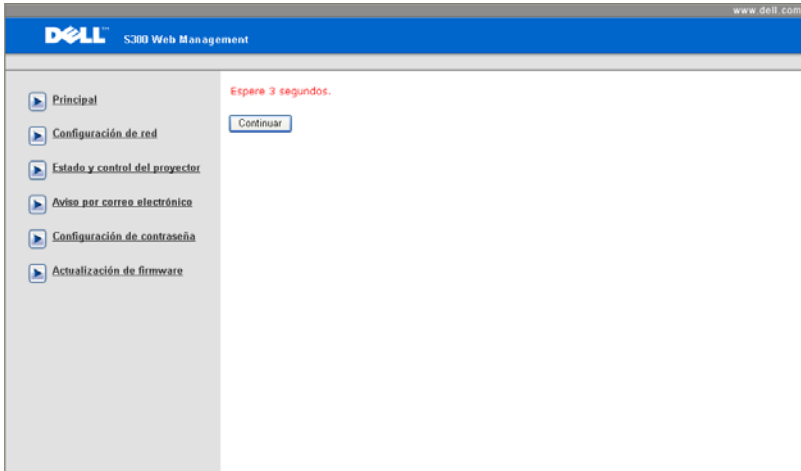 www.dell.com
DELL™ S300 Web Management
Principal
Configuración de red
Estado y control del proyector
Aviso por correo electrónico
Configuración de contraseña
Actualización de firmware
Espere 3 segundos.
Continuar